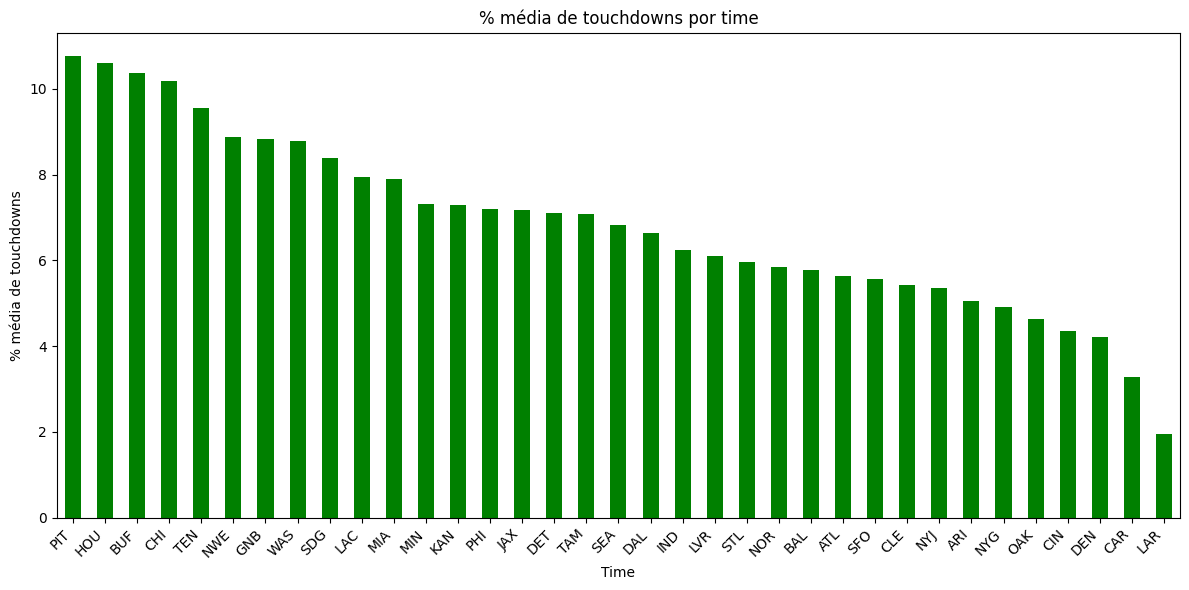 % média de touchdowns por time
% média de touchdowns
10
8
6
4
2
0
PIT
HOU
BUF
CHI
TEN
NWE
GNB
WAS
SDG
LAC
MIA
MIN
KAN
PHI
JAX
DET
TAM
SEA
DAL
IND
LVR
STL
NOR
BAL
ATL
SFO
CLE
NYJ
ARI
NYG
OAK
CIN
DEN
CAR
LAR
Time